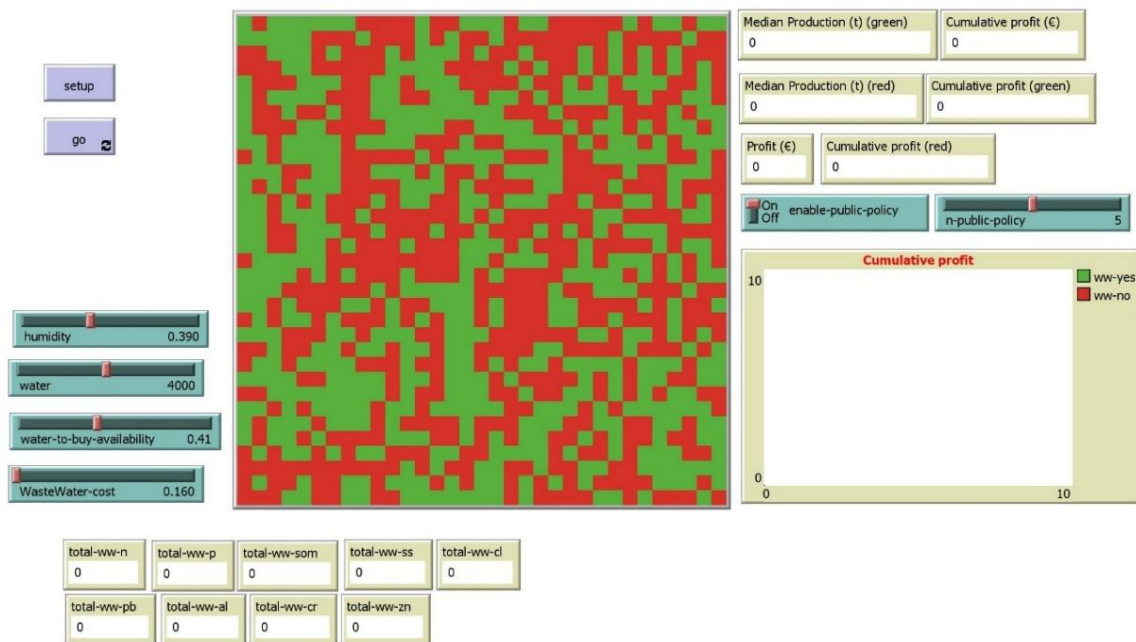 setup
go
humidity 0.390
water 4000
water-to-buy-availability 0.41
WasteWater-cost 0.160
Median Production (t) (green)
0
Cumulative profit (€)
0
Median Production (t) (red)
0
Cumulative profit (green)
0
Profit (€)
0
Cumulative profit (red)
0
On
Off
enable-public-policy
n-public-policy 5
Cumulative profit
10
0
0 10
ww-yes
ww-no
total-ww-n
0
total-ww-p
0
total-ww-som
0
total-ww-ss
0
total-ww-cl
0
total-ww-pb
0
total-ww-al
0
total-ww-cr
0
total-ww-zn
0